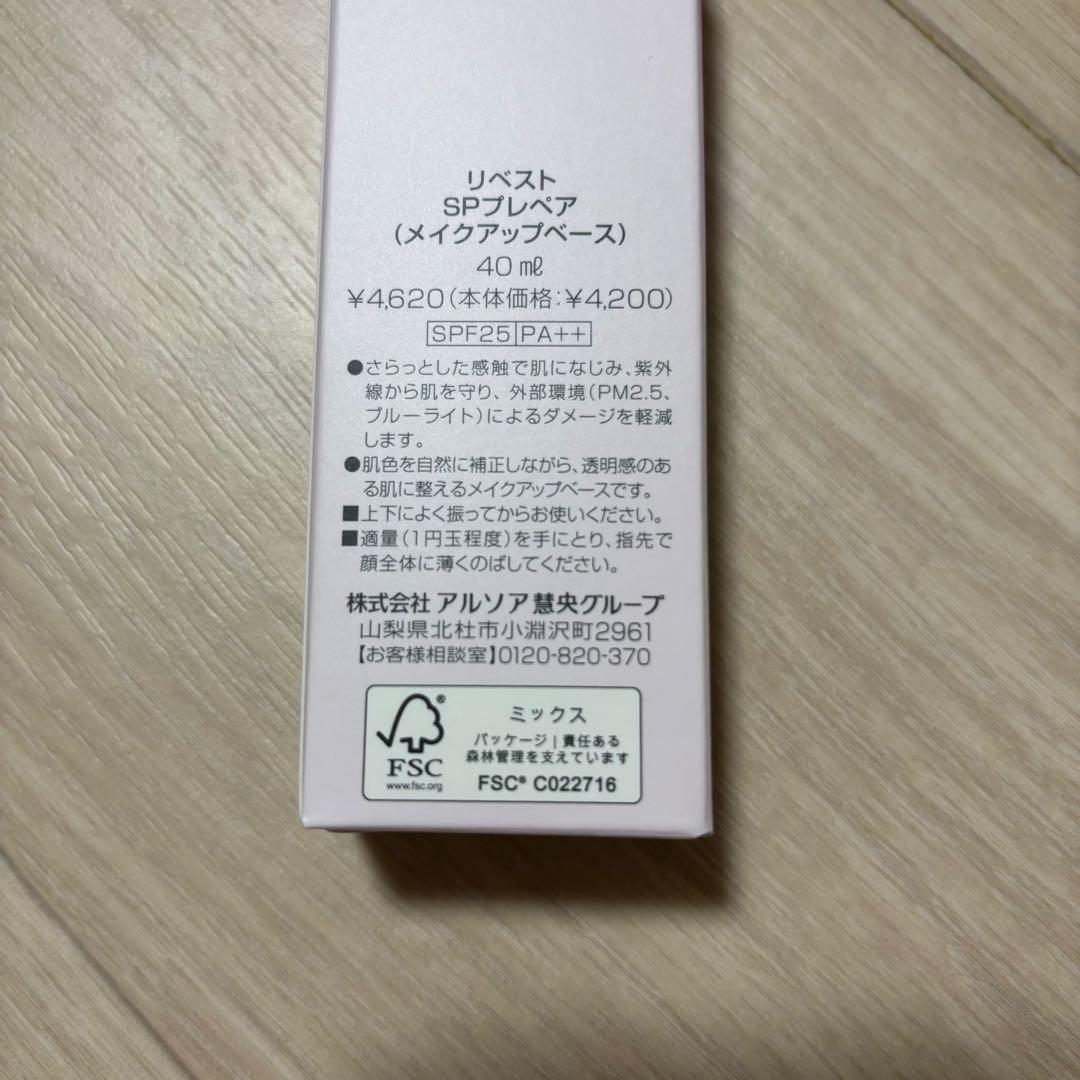 リベスト
SPプレペア
(メイクアップベース)
40㎖
¥4,620(本体価格:¥4,200)
SPF25 PA++
●さらっとした感触で肌になじみ、紫外
線から肌を守り、外部環境(PM2.5、
ブルーライト)によるダメージを軽減
します。
●肌色を自然に補正しながら、透明感のあ
る肌に整えるメイクアップベースです。
■上下によく振ってからお使いください。
■適量(1円玉程度)を手にとり、指先で
顔全体に薄くのばしてください。
株式会社 アルソア慧央グループ
山梨県北杜市小淵沢町2961
【お客様相談室】0120-820-370
®
FSC
www.fsc.org
ミックス
パッケージ|責任ある
森林管理を支えています
FSC® C022716